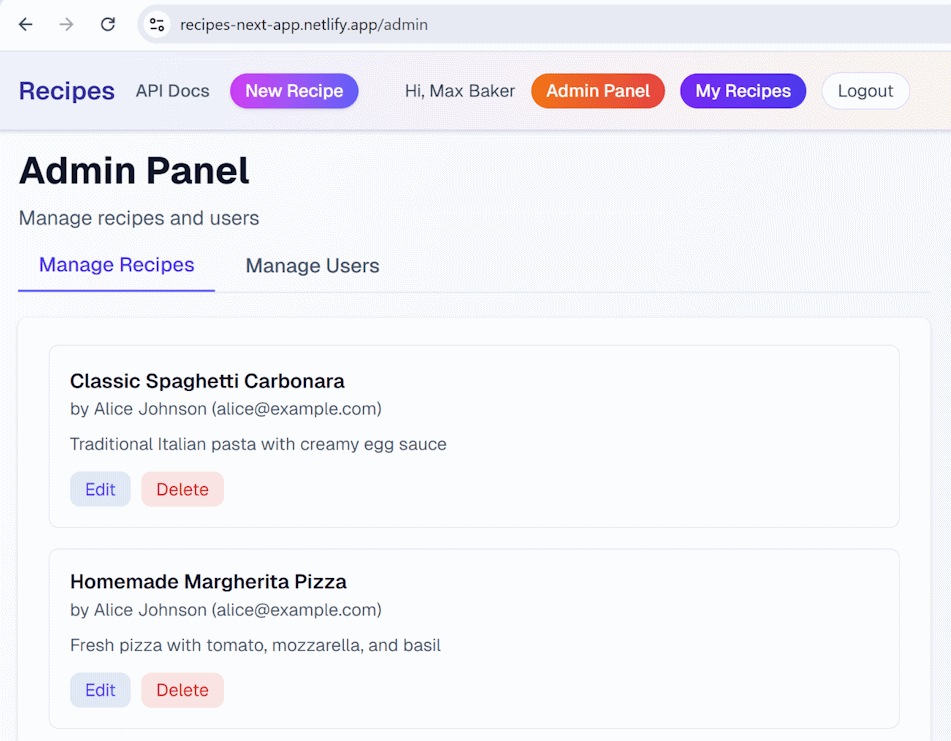 recipes-next-app.netlify.app/admin
Recipes API Docs New Recipe Hi, Max Baker Admin Panel My Recipes Logout
Admin Panel
Manage recipes and users
Manage Recipes Manage Users
Classic Spaghetti Carbonara
by Alice Johnson (alice@example.com)
Traditional Italian pasta with creamy egg sauce
Edit Delete
Homemade Margherita Pizza
by Alice Johnson (alice@example.com)
Fresh pizza with tomato, mozzarella, and basil
Edit Delete